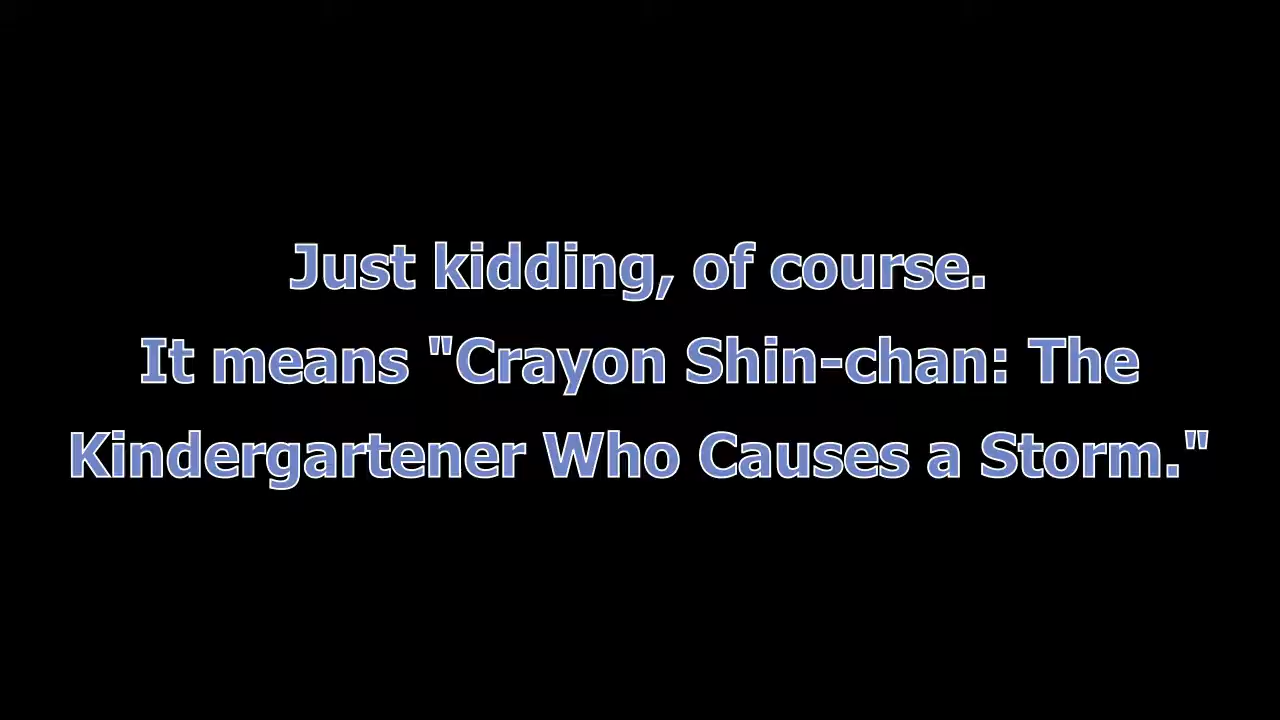 Just kidding, of course.
It means "Crayon Shin-chan: The
Kindergartener Who Causes a Storm."